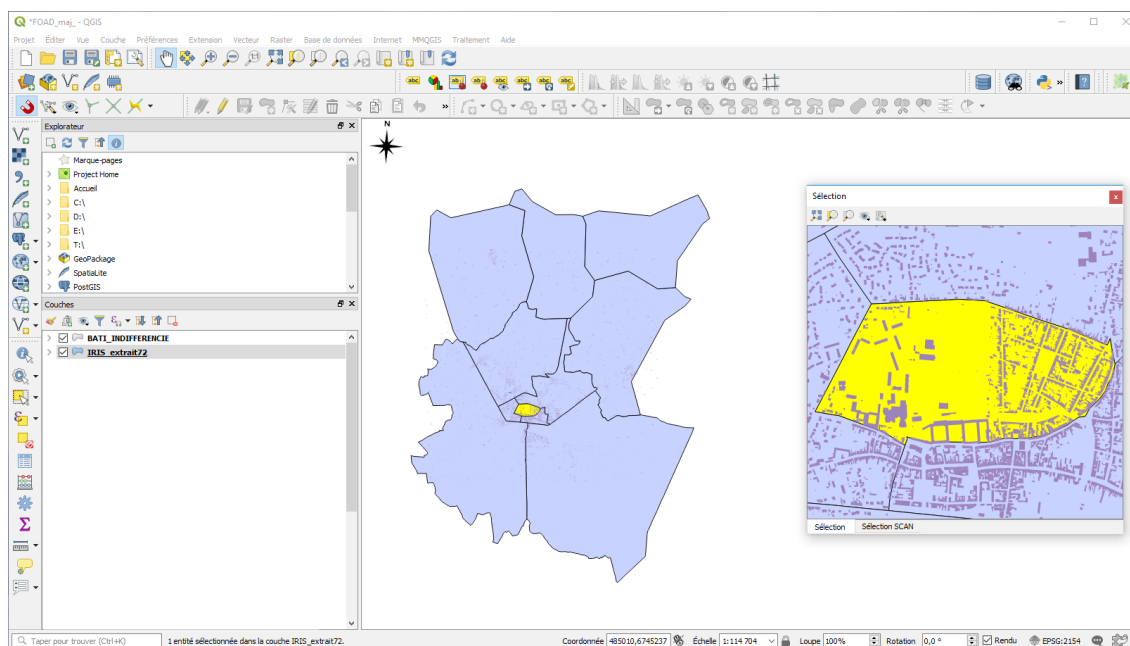 *FOAD_maj_ - QGIS
Projet Éditer Vue Couche Préférences Extension Vecteur Raster Base de données Internet MMQGIS Traitement Aide
Explorateur
Marque-pages
Project Home
Accueil
C:\
D:\
E:\
T:\
GeoPackage
SpatiaLite
PostGIS
Couches
BATI_INDIFFERENCIE
IRIS_extrait72
N
Sélection
Sélection Sélection SCAN
Taper pour trouver (Ctrl+K) 1 entité sélectionnée dans la couche IRIS_extrait72. Coordonnée 485010,6745237 Échelle 1:114 704 Loupe 100% Rotation 0,0 ° Rendu EPSG:2154